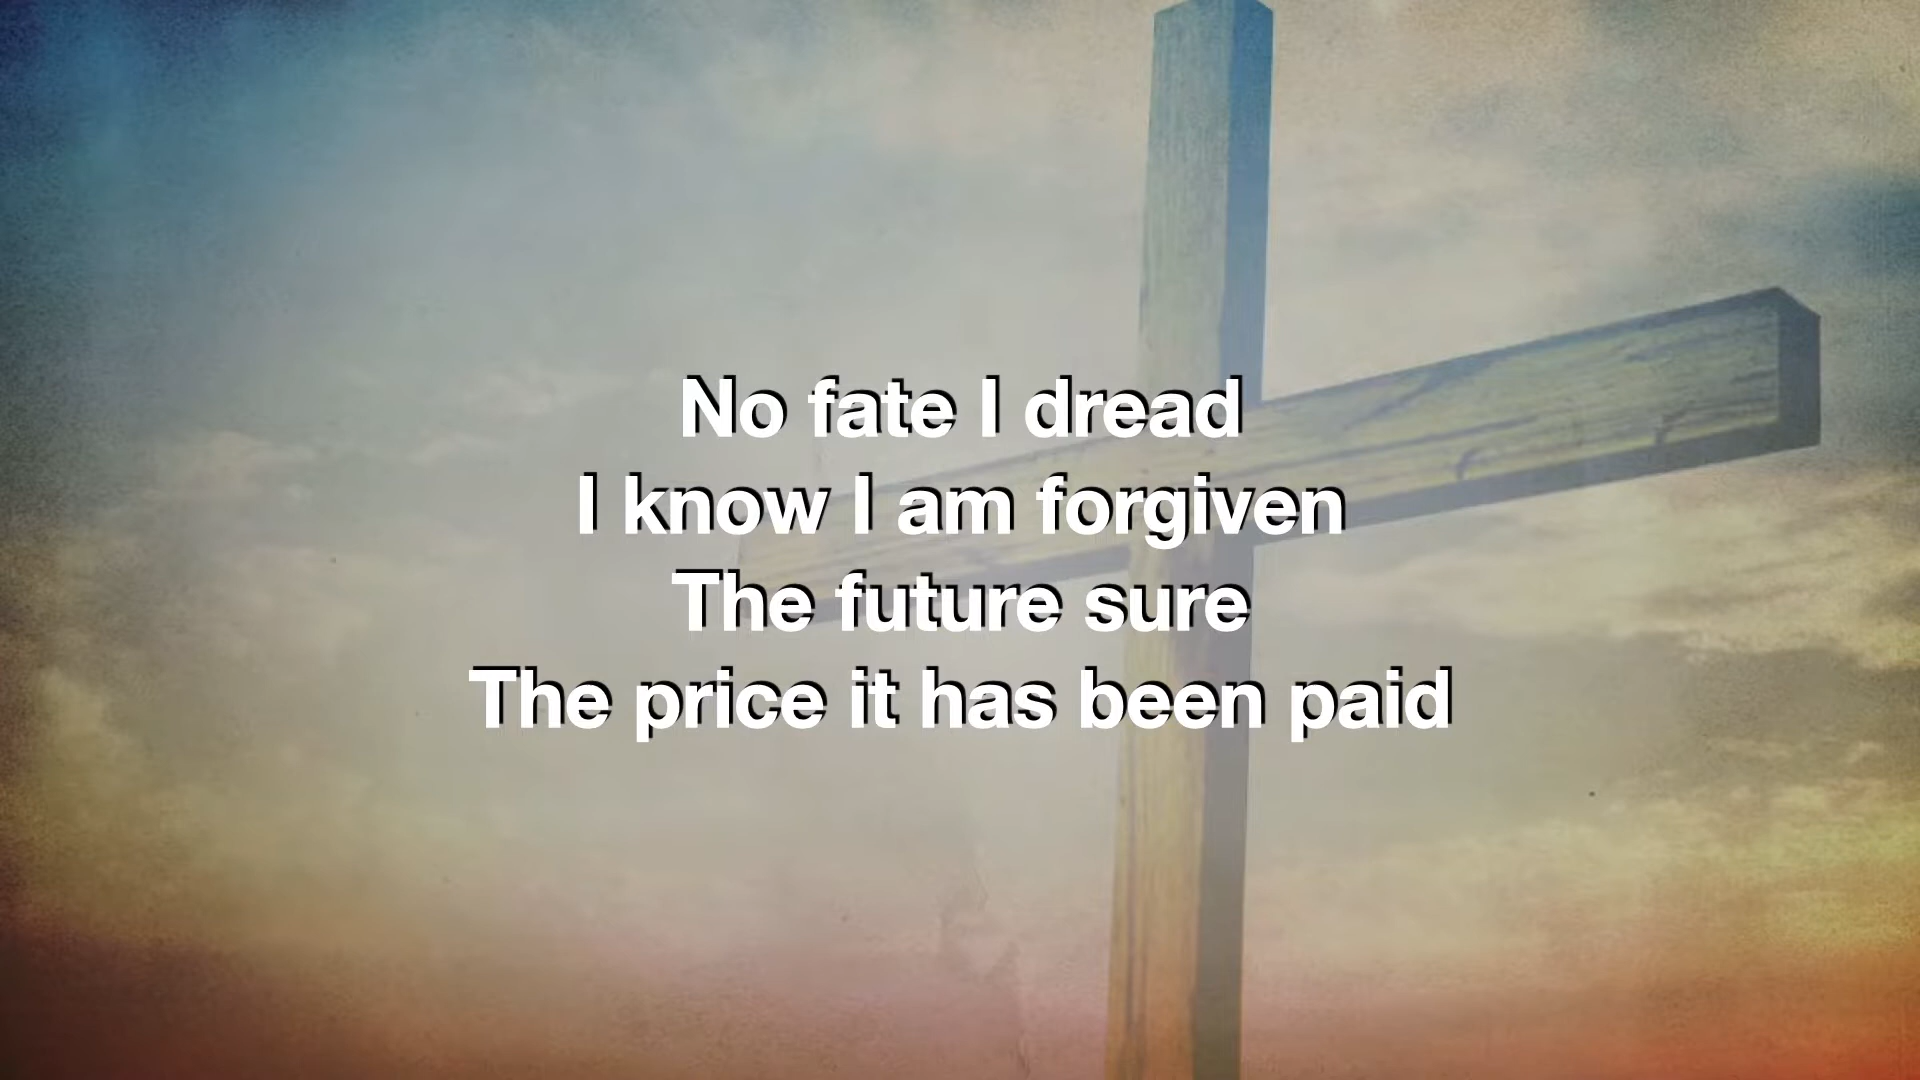 No fate I dread
I know I am forgiven
The future sure
The price it has been paid